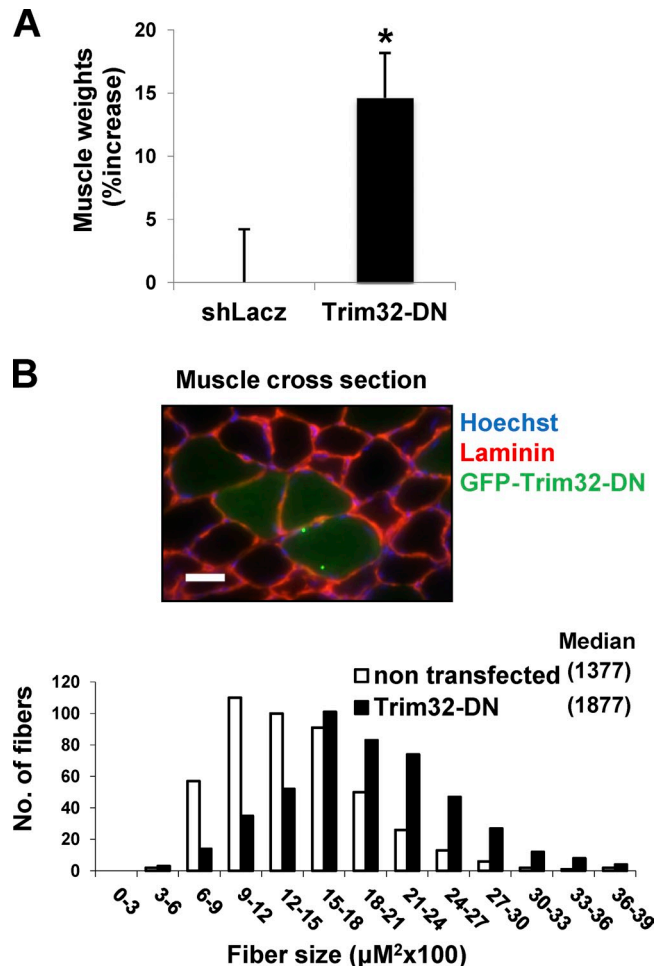 A
20
15
10
5
0
Muscle weights
(%increase)
*
shLacz
Trim32-DN
B
Muscle cross section
Hoechst
Laminin
GFP-Trim32-DN
Median
non transfected (1377)
Trim32-DN (1877)
120
100
80
60
40
20
0
No. of fibers
0-3
3-6
6-9
9-12
12-15
15-18
18-21
21-24
24-27
27-30
30-33
33-36
36-39
Fiber size (µM²x100)